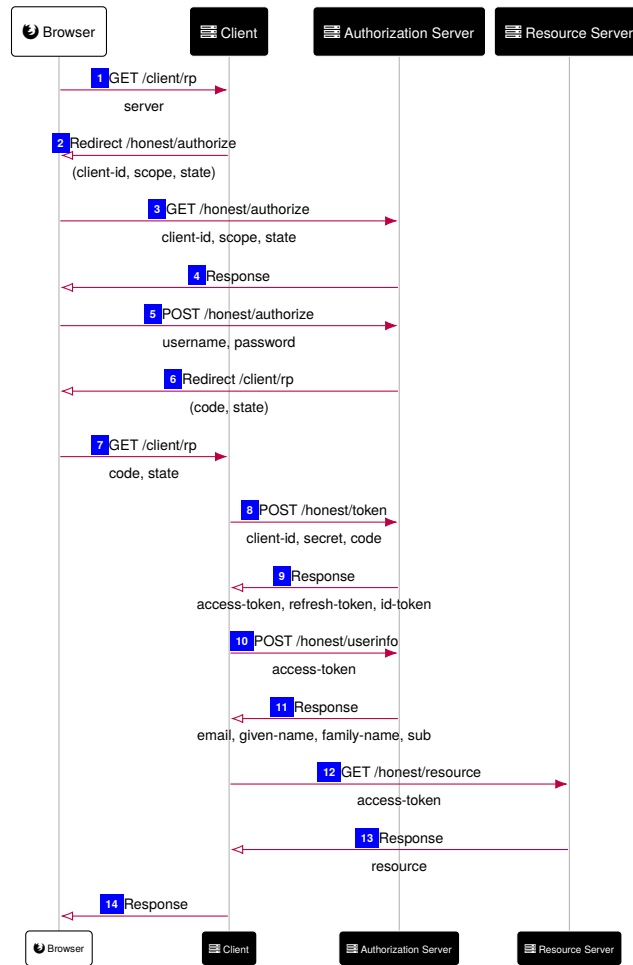 Browser
Client
Authorization Server
Resource Server
1 GET /client/rp
server
2 Redirect /honest/authorize
(client-id, scope, state)
3 GET /honest/authorize
client-id, scope, state
4 Response
5 POST /honest/authorize
username, password
6 Redirect /client/rp
(code, state)
7 GET /client/rp
code, state
8 POST /honest/token
client-id, secret, code
9 Response
access-token, refresh-token, id-token
10 POST /honest/userinfo
access-token
11 Response
email, given-name, family-name, sub
12 GET /honest/resource
access-token
13 Response
resource
14 Response
Browser
Client
Authorization Server
Resource Server